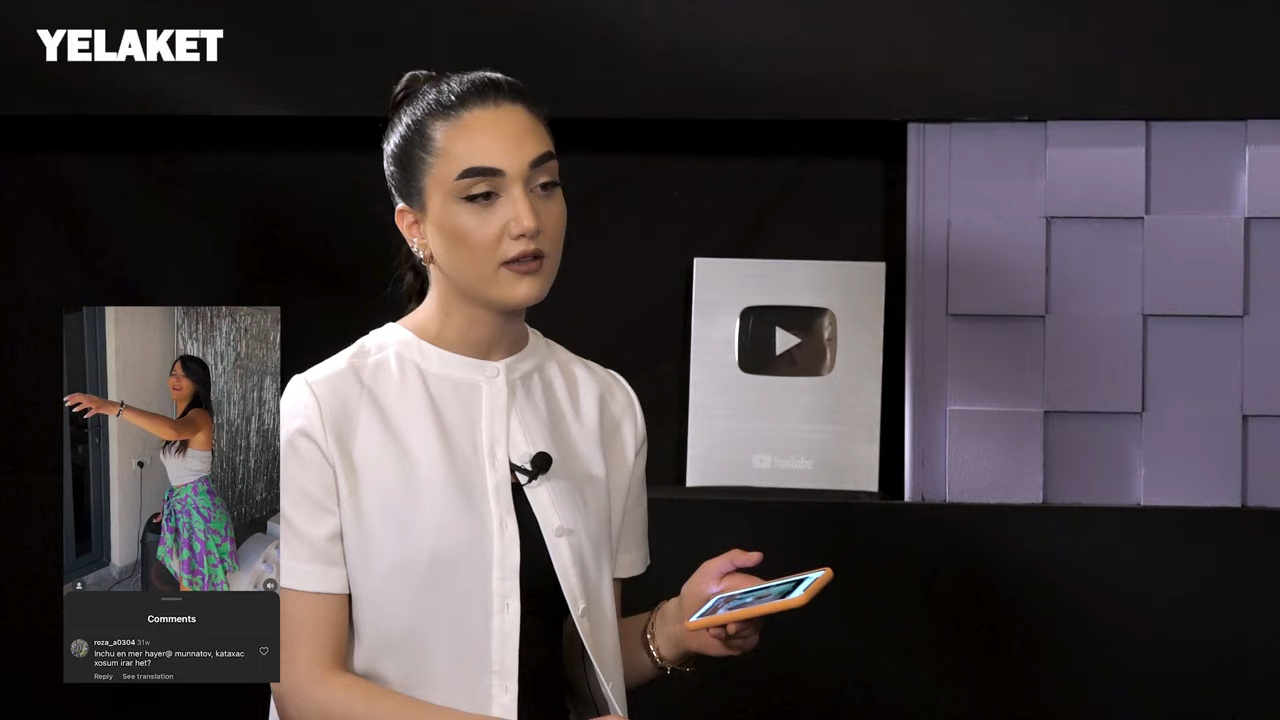 YELAKET
YouTube
Comments
roza_a0304 31w
Inchu en mer hayer@ munnatov, kataxac
xosum irar het?
Reply See translation